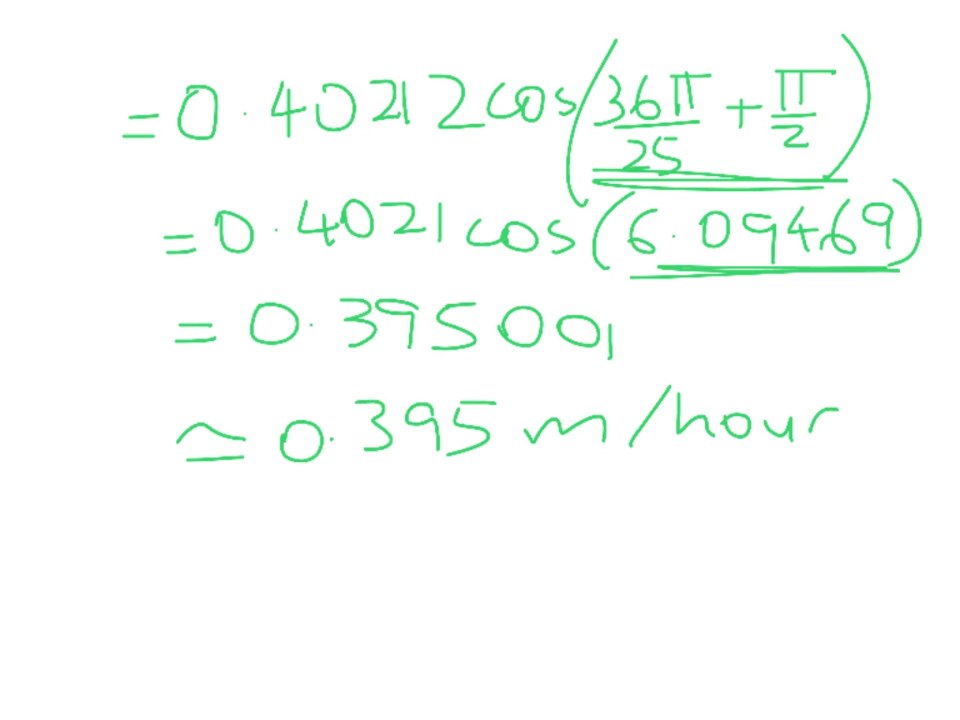 = 0.40212 cos(36π/25 + π/2)
= 0.4021 cos(6.09469)
= 0.395001
≃ 0.395 m/hour